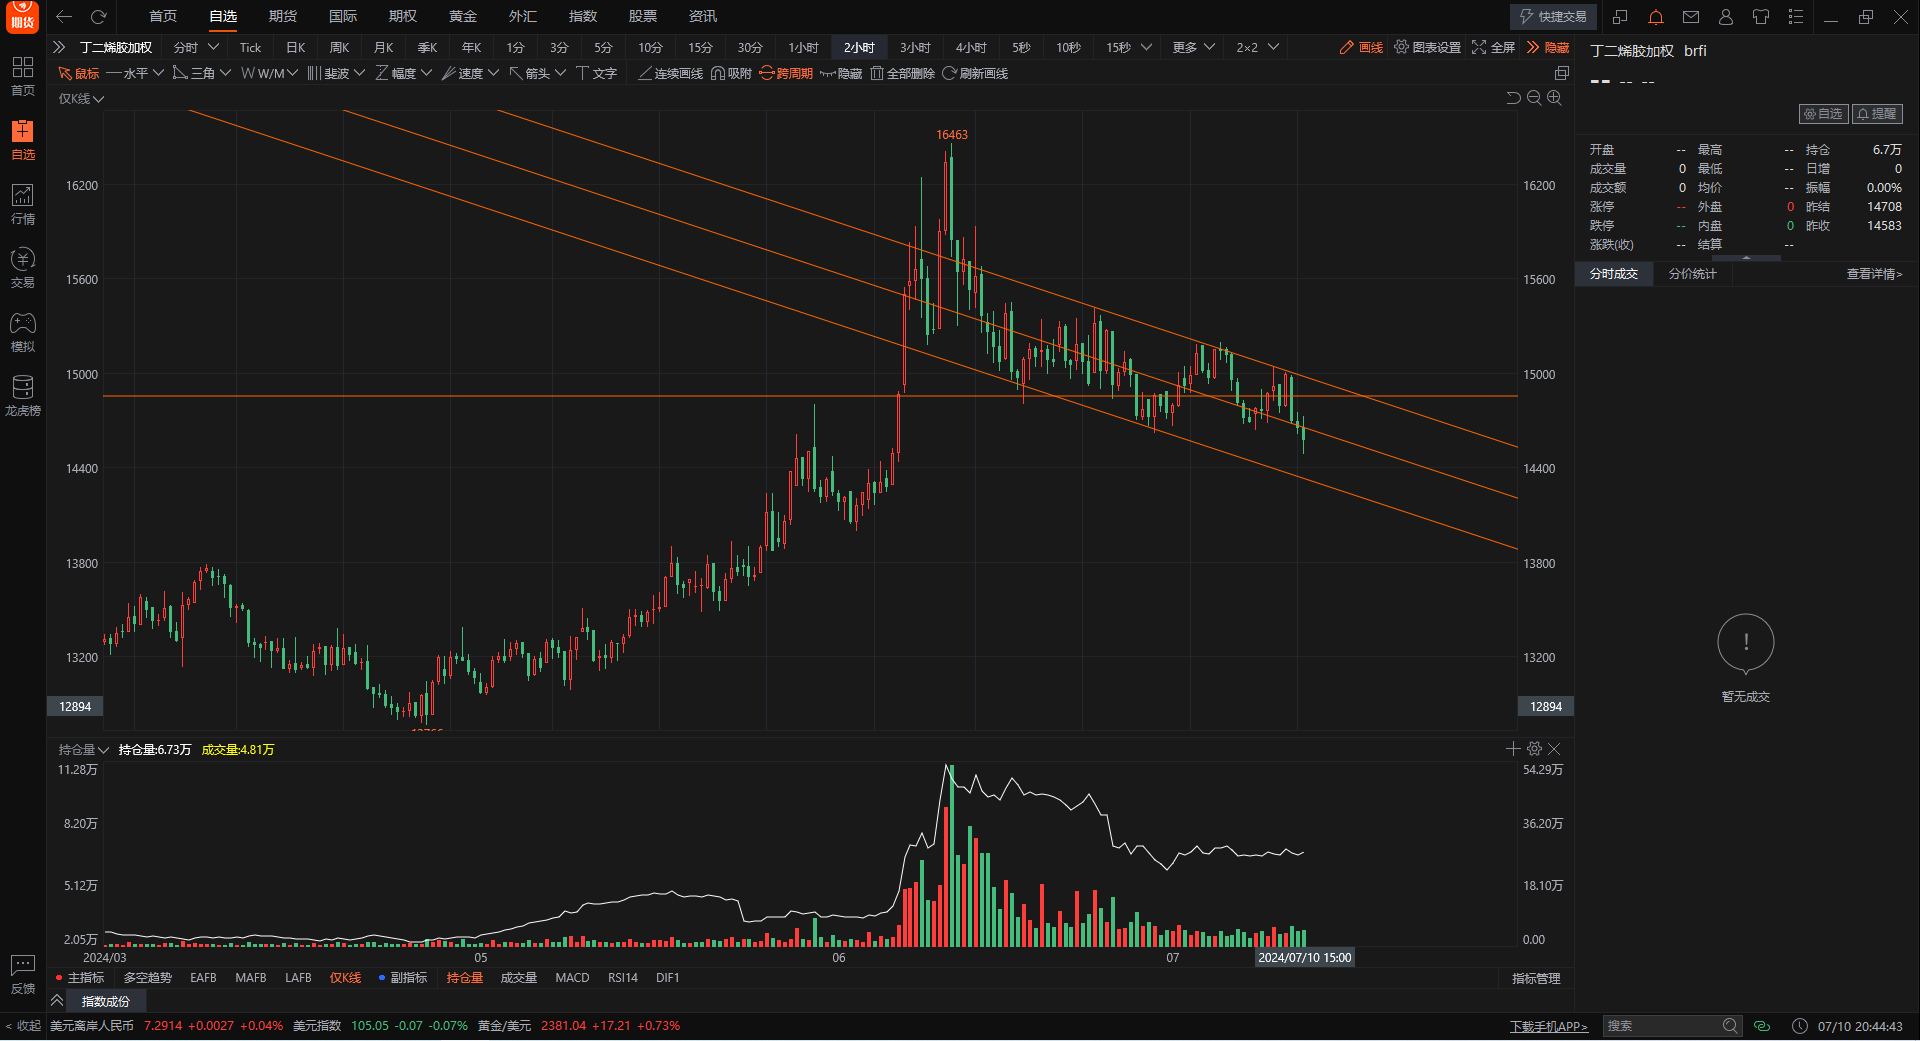 期货 首页 自选 期货 国际 期权 黄金 外汇 指数 股票 资讯 快捷交易
丁二烯胶加权 分时 Tick 日K 周K 月K 季K 年K 1分 3分 5分 10分 15分 30分 1小时 2小时 3小时 4小时 5秒 10秒 15秒 更多 2×2 画线 图表设置 全屏 隐藏
鼠标 水平 三角 W/M 斐波 幅度 速度 箭头 文字 连续画线 吸附 跨周期 隐藏 全部删除 刷新画线
仅K线
首页
自选
行情
交易
模拟
龙虎榜
反馈
16463
16200 16200
15600 15600
15000 15000
14400 14400
13800 13800
13200 13200
12894 12894
持仓量 持仓量:6.73万 成交量:4.81万
11.28万 54.29万
8.20万 36.20万
5.12万 18.10万
2.05万 0.00
2024/03 05 06 07 2024/07/10 15:00
主指标 多空趋势 EAFB MAFB LAFB 仅K线 副指标 持仓量 成交量 MACD RSI14 DIF1 指标管理
指数成份
丁二烯胶加权 brfi
-- -- --
自选 提醒
开盘 -- 最高 -- 持仓 6.7万
成交量 0 最低 -- 日增 0
成交额 0 均价 -- 振幅 0.00%
涨停 -- 外盘 0 昨结 14708
跌停 -- 内盘 0 昨收 14583
涨跌(收) -- 结算 --
分时成交 分价统计 查看详情>
!
暂无成交
< 收起 美元离岸人民币 7.2914 +0.0027 +0.04% 美元指数 105.05 -0.07 -0.07% 黄金/美元 2381.04 +17.21 +0.73% 下载手机APP> 搜索 07/10 20:44:43